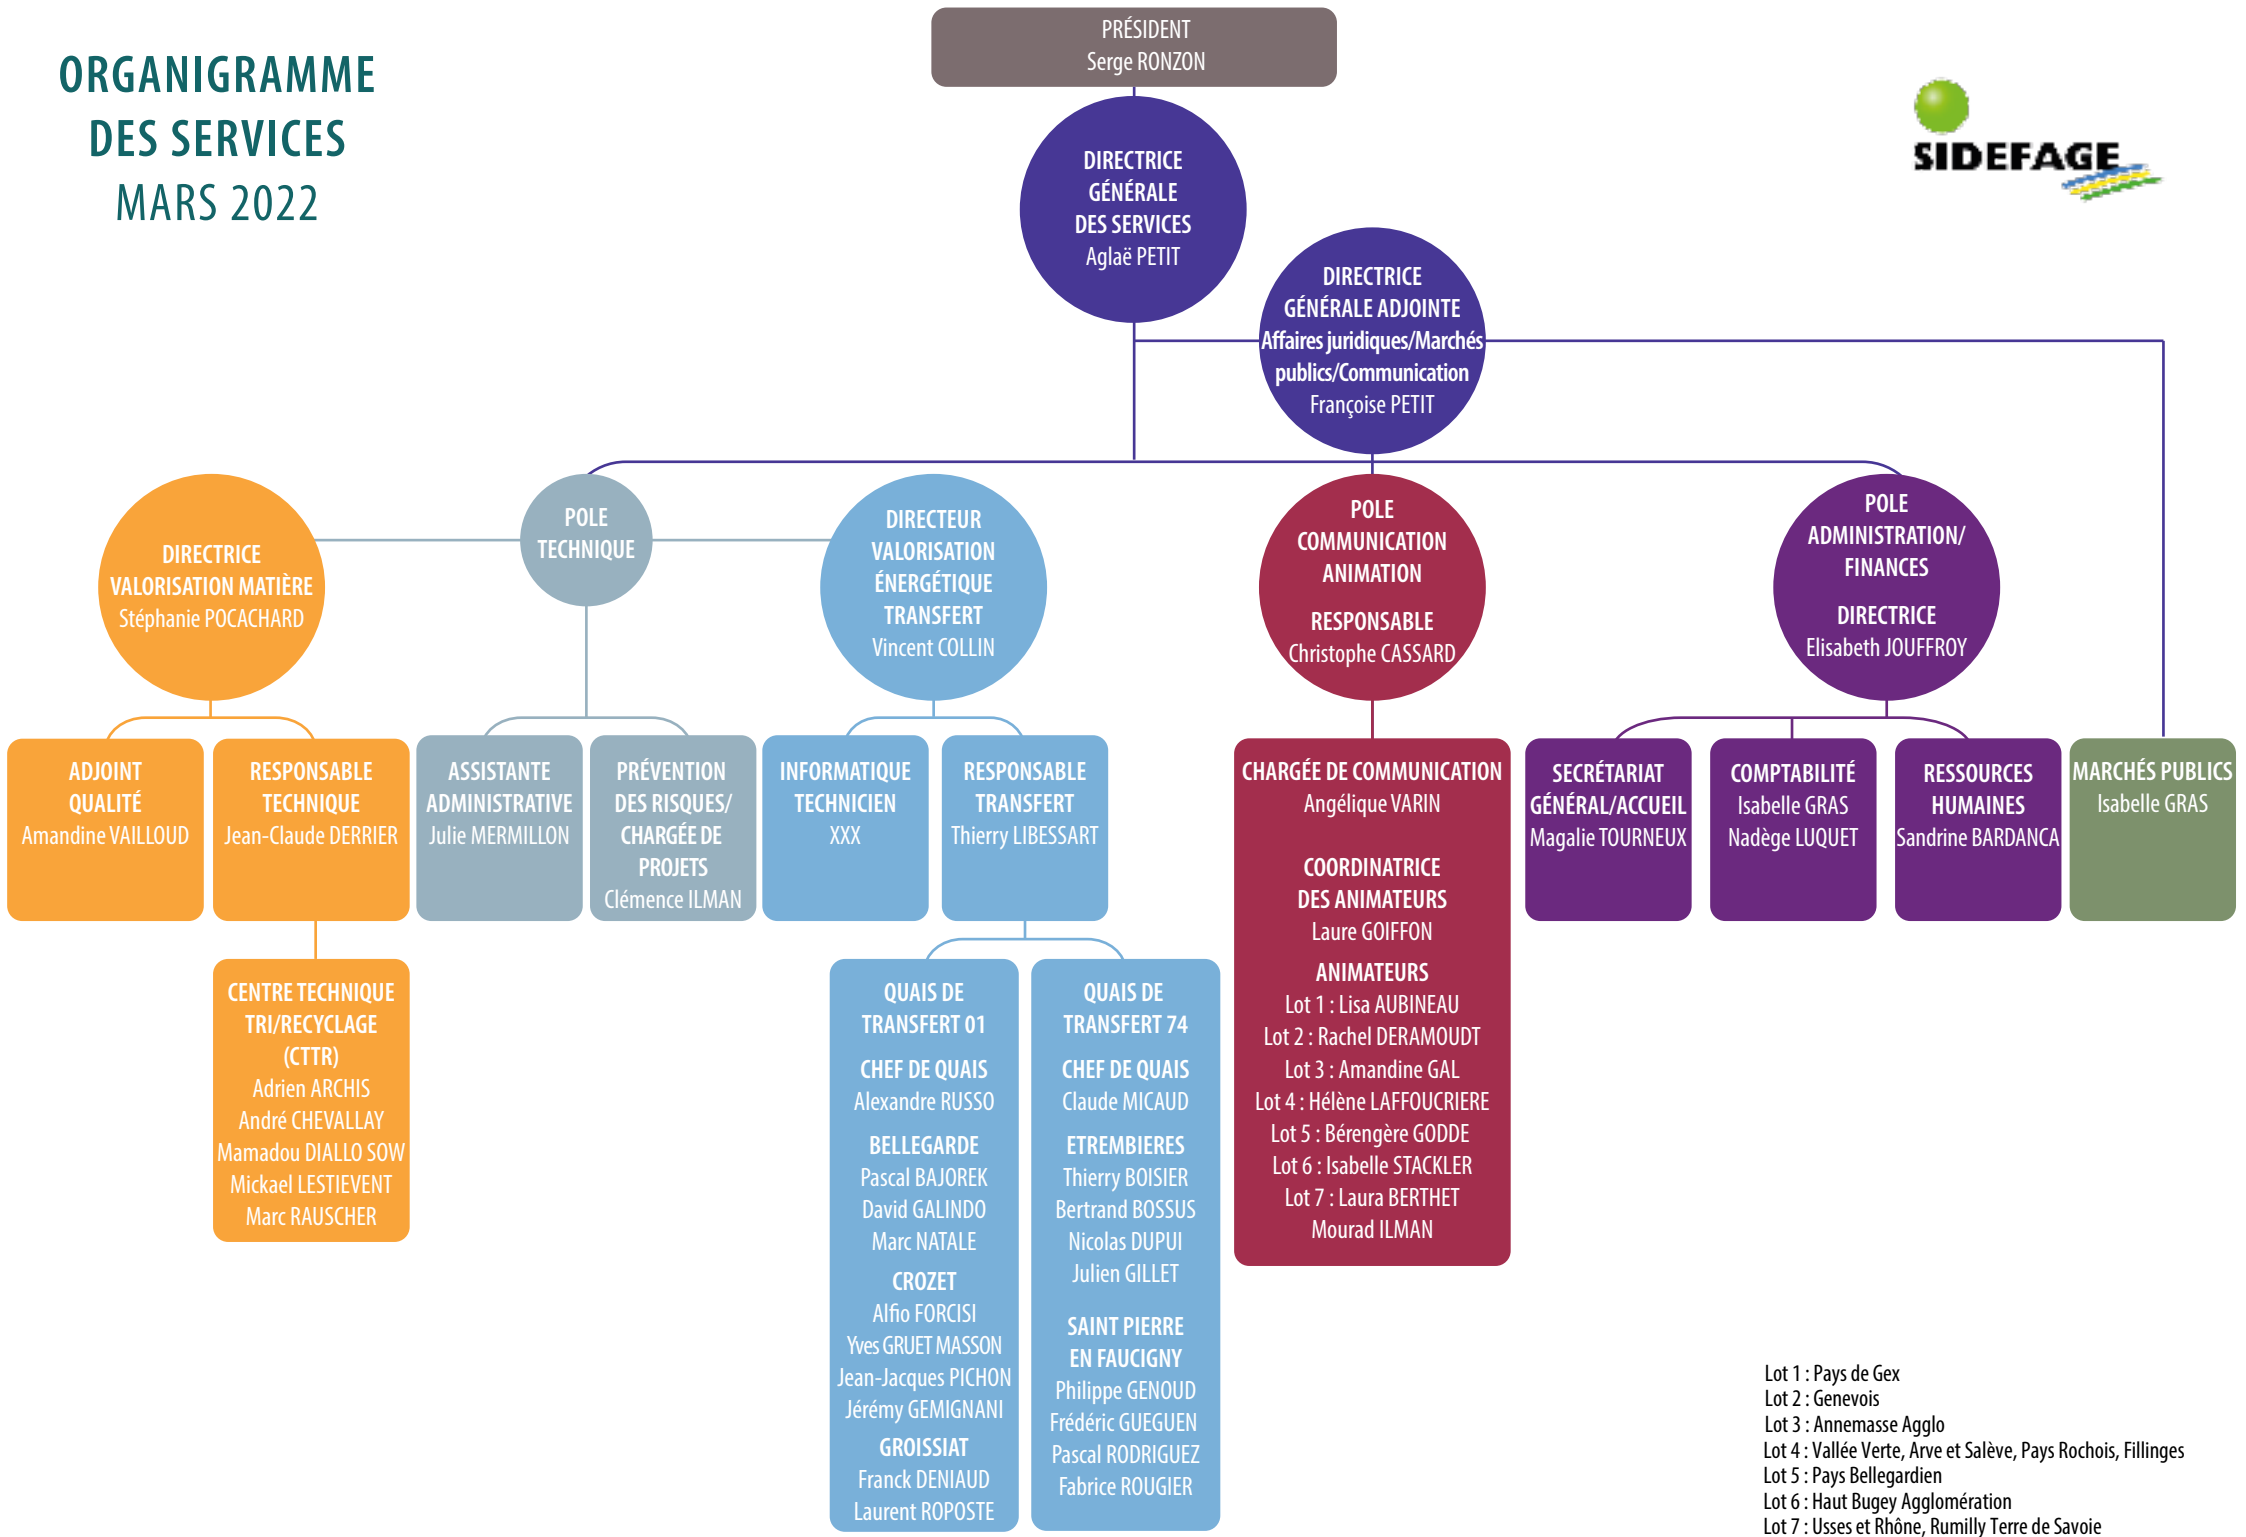 ORGANIGRAMME
DES SERVICES
MARS 2022
PRÉSIDENT
Serge RONZON
SIDEFAGE
DIRECTRICE
GÉNÉRALE
DES SERVICES
Aglaë PETIT
DIRECTRICE
GÉNÉRALE ADJOINTE
Affaires juridiques/Marchés
publics/Communication
Françoise PETIT
DIRECTRICE
VALORISATION MATIÈRE
Stéphanie POCACHARD
POLE
TECHNIQUE
DIRECTEUR
VALORISATION
ÉNERGÉTIQUE
TRANSFERT
Vincent COLLIN
POLE
COMMUNICATION
ANIMATION
RESPONSABLE
Christophe CASSARD
POLE
ADMINISTRATION/
FINANCES
DIRECTRICE
Elisabeth JOUFFROY
ADJOINT
QUALITÉ
Amandine VAILLOUD
RESPONSABLE
TECHNIQUE
Jean-Claude DERRIER
ASSISTANTE
ADMINISTRATIVE
Julie MERMILLON
PRÉVENTION
DES RISQUES/
CHARGÉE DE
PROJETS
Clémence ILMAN
INFORMATIQUE
TECHNICIEN
XXX
RESPONSABLE
TRANSFERT
Thierry LIBESSART
CHARGÉE DE COMMUNICATION
Angélique VARIN
COORDINATRICE
DES ANIMATEURS
Laure GOIFFON
ANIMATEURS
Lot 1 : Lisa AUBINEAU
Lot 2 : Rachel DERAMOUDT
Lot 3 : Amandine GAL
Lot 4 : Hélène LAFFOUCRIERE
Lot 5 : Bérengère GODDE
Lot 6 : Isabelle STACKLER
Lot 7 : Laura BERTHET
Mourad ILMAN
SECRÉTARIAT
GÉNÉRAL/ACCUEIL
Magalie TOURNEUX
COMPTABILITÉ
Isabelle GRAS
Nadège LUQUET
RESSOURCES
HUMAINES
Sandrine BARDANCA
MARCHÉS PUBLICS
Isabelle GRAS
CENTRE TECHNIQUE
TRI/RECYCLAGE
(CTTR)
Adrien ARCHIS
André CHEVALLAY
Mamadou DIALLO SOW
Mickael LESTIEVENT
Marc RAUSCHER
QUAIS DE
TRANSFERT 01
CHEF DE QUAIS
Alexandre RUSSO
BELLEGARDE
Pascal BAJOREK
David GALINDO
Marc NATALE
CROZET
Alfio FORCISI
Yves GRUET MASSON
Jean-Jacques PICHON
Jérémy GEMIGNANI
GROISSIAT
Franck DENIAUD
Laurent ROPOSTE
QUAIS DE
TRANSFERT 74
CHEF DE QUAIS
Claude MICAUD
ETREMBIERES
Thierry BOISIER
Bertrand BOSSUS
Nicolas DUPUI
Julien GILLET
SAINT PIERRE
EN FAUCIGNY
Philippe GENOUD
Frédéric GUEGUEN
Pascal RODRIGUEZ
Fabrice ROUGIER
Lot 1 : Pays de Gex
Lot 2 : Genevois
Lot 3 : Annemasse Agglo
Lot 4 : Vallée Verte, Arve et Salève, Pays Rochois, Fillinges
Lot 5 : Pays Bellegardien
Lot 6 : Haut Bugey Agglomération
Lot 7 : Usses et Rhône, Rumilly Terre de Savoie